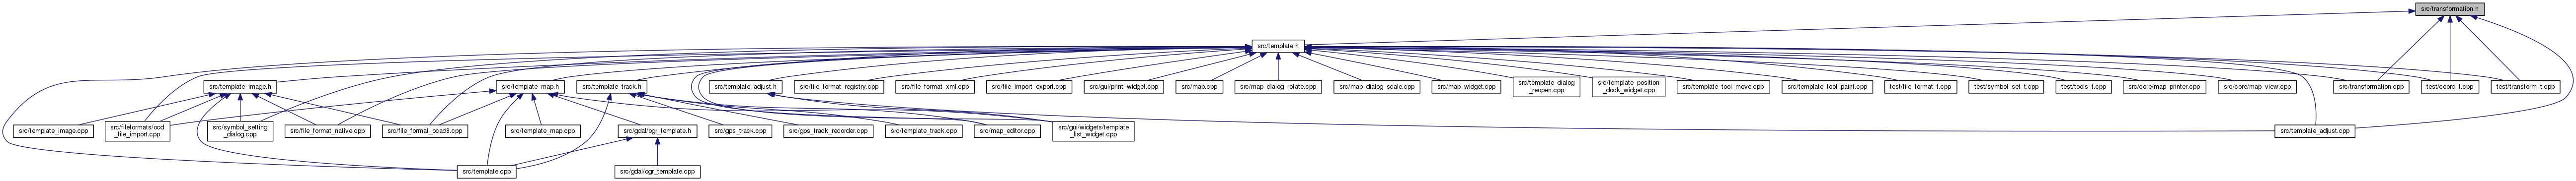 src/transformation.h
src/template.h
src/template_image.h
src/template_map.h
src/template_track.h
src/template_adjust.h
src/file_format_registry.cpp
src/file_format_xml.cpp
src/file_import_export.cpp
src/gui/print_widget.cpp
src/map.cpp
src/map_dialog_rotate.cpp
src/map_dialog_scale.cpp
src/map_widget.cpp
src/template_dialog
_reopen.cpp
src/template_position
_dock_widget.cpp
src/template_tool_move.cpp
src/template_tool_paint.cpp
test/file_format_t.cpp
test/symbol_set_t.cpp
test/tools_t.cpp
src/core/map_printer.cpp
src/core/map_view.cpp
src/transformation.cpp
test/coord_t.cpp
test/transform_t.cpp
src/template_image.cpp
src/fileformats/ocd
_file_import.cpp
src/symbol_setting
_dialog.cpp
src/file_format_native.cpp
src/file_format_ocad8.cpp
src/template_map.cpp
src/gdal/ogr_template.h
src/gps_track.cpp
src/gps_track_recorder.cpp
src/template_track.cpp
src/map_editor.cpp
src/gui/widgets/template
_list_widget.cpp
src/template_adjust.cpp
src/template.cpp
src/gdal/ogr_template.cpp